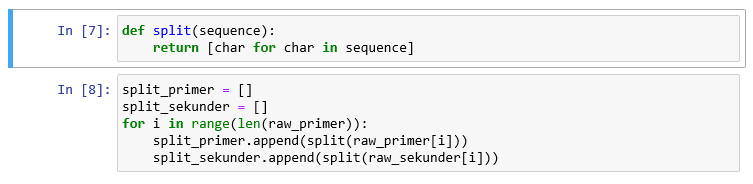 In [7]: def split(sequence):
    return [char for char in sequence]
In [8]: split_primer = []
split_sekunder = []
for i in range(len(raw_primer)):
    split_primer.append(split(raw_primer[i]))
    split_sekunder.append(split(raw_sekunder[i]))